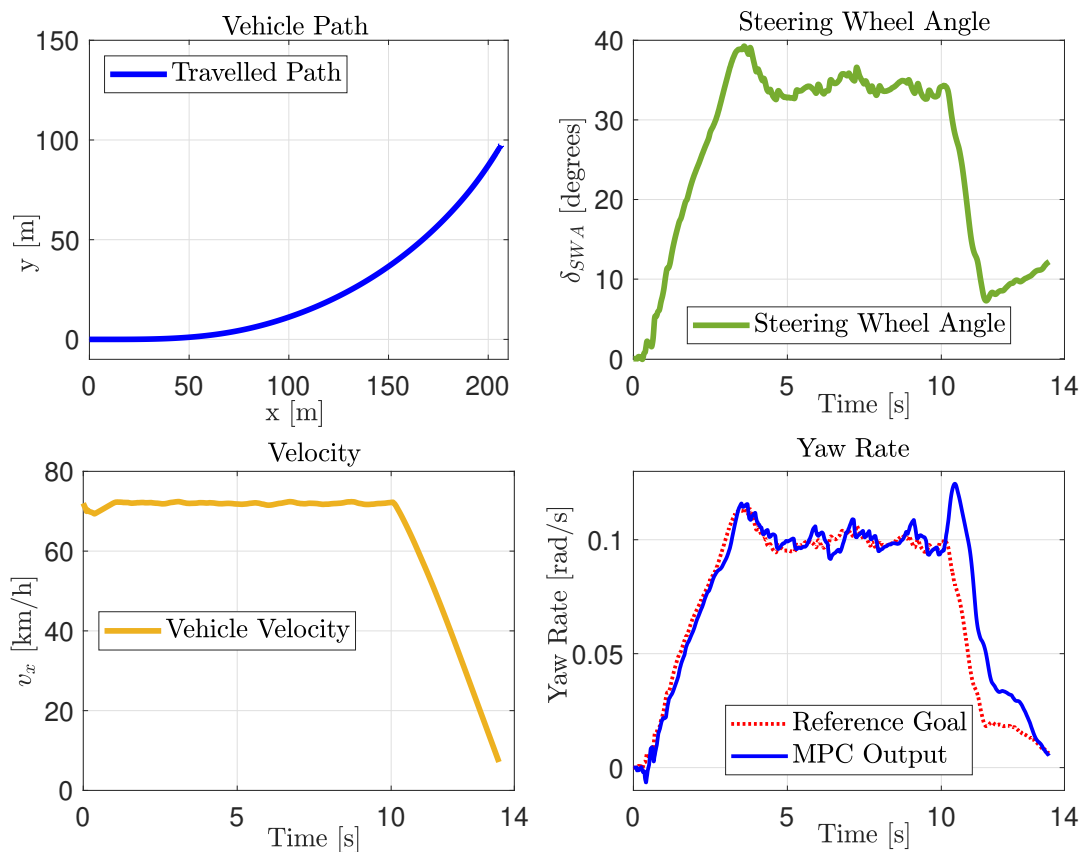 Vehicle Path
150
100
50
0
y [m]
Travelled Path
0 50 100 150 200
x [m]
Steering Wheel Angle
40
30
20
10
0
δSWA [degrees]
Steering Wheel Angle
0 5 10 14
Time [s]
Velocity
80
60
40
20
0
vx [km/h]
Vehicle Velocity
0 5 10 14
Time [s]
Yaw Rate
0.1
0.05
0
Yaw Rate [rad/s]
Reference Goal
MPC Output
0 5 10 14
Time [s]